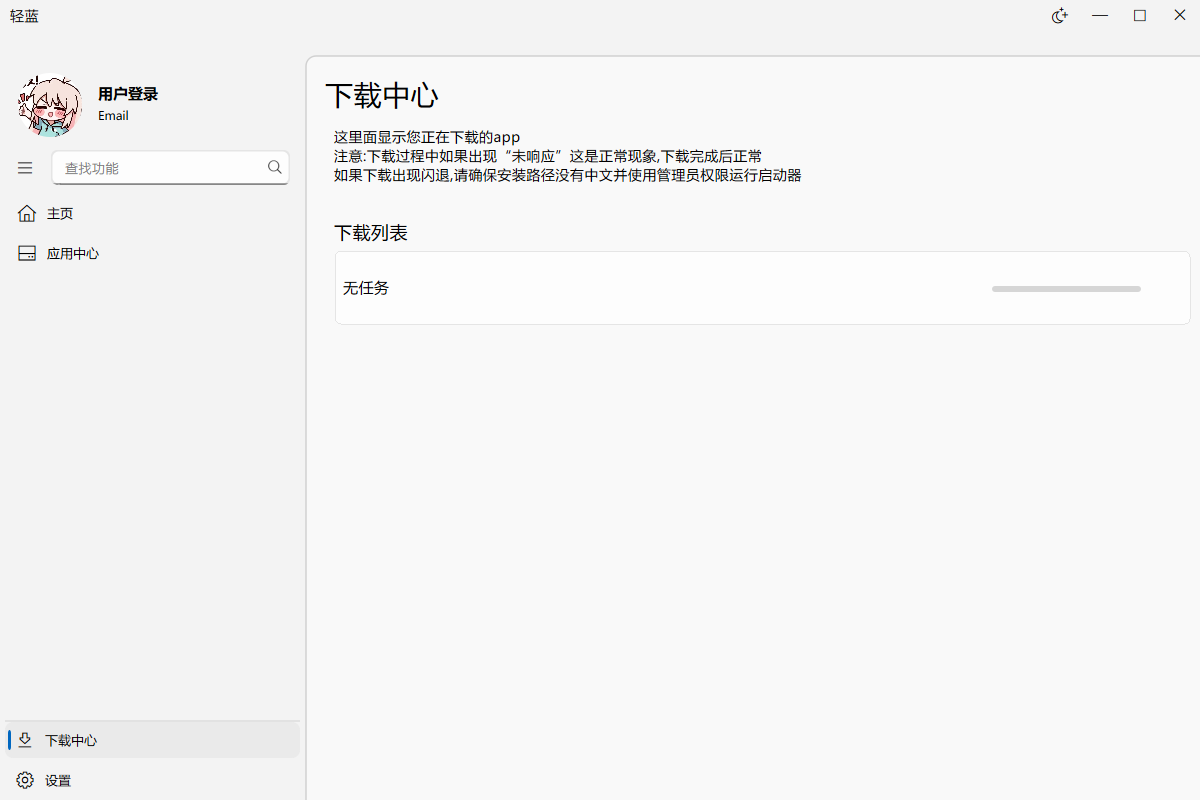 轻蓝
用户登录
Email
查找功能
主页
应用中心
下载中心
设置
下载中心
这里面显示您正在下载的app
注意:下载过程中如果出现“未响应”这是正常现象,下载完成后正常
如果下载出现闪退,请确保安装路径没有中文并使用管理员权限运行启动器
下载列表
无任务